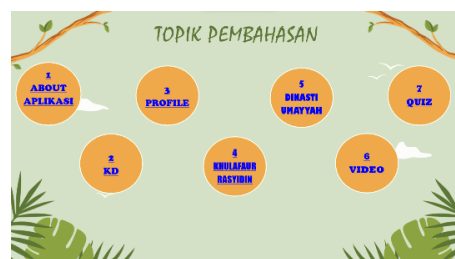 TOPIK PEMBAHASAN
1
ABOUT
APLIKASI
2
KD
3
PROFILE
4
KHULAFAUR
RASYIDIN
5
DINASTI
UMAYYAH
6
VIDEO
7
QUIZ